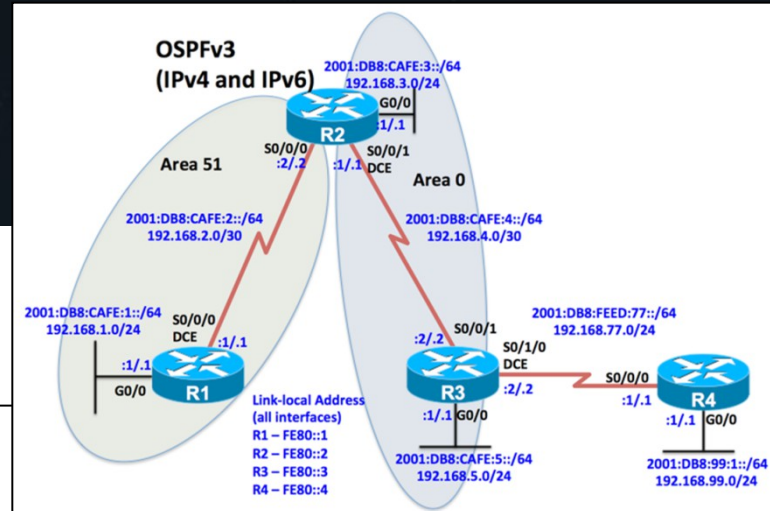 OSPFv3
(IPv4 and IPv6)
2001:DB8:CAFE:3::/64
192.168.3.0/24
G0/0
:1/.1
R2
S0/0/0
:2/.2
:1/.1
S0/0/1
DCE
Area 51
Area 0
2001:DB8:CAFE:2::/64
192.168.2.0/30
2001:DB8:CAFE:4::/64
192.168.4.0/30
2001:DB8:CAFE:1::/64
192.168.1.0/24
S0/0/0
DCE
:1/.1
:1/.1
G0/0
R1
2001:DB8:FEED:77::/64
192.168.77.0/24
:2/.2
S0/0/1
S0/1/0
DCE
:2/.2
R3
:1/.1
G0/0
S0/0/0
:1/.1
R4
:1/.1
G0/0
Link-local Address
(all interfaces)
R1 – FE80::1
R2 – FE80::2
R3 – FE80::3
R4 – FE80::4
2001:DB8:CAFE:5::/64
192.168.5.0/24
2001:DB8:99:1::/64
192.168.99.0/24